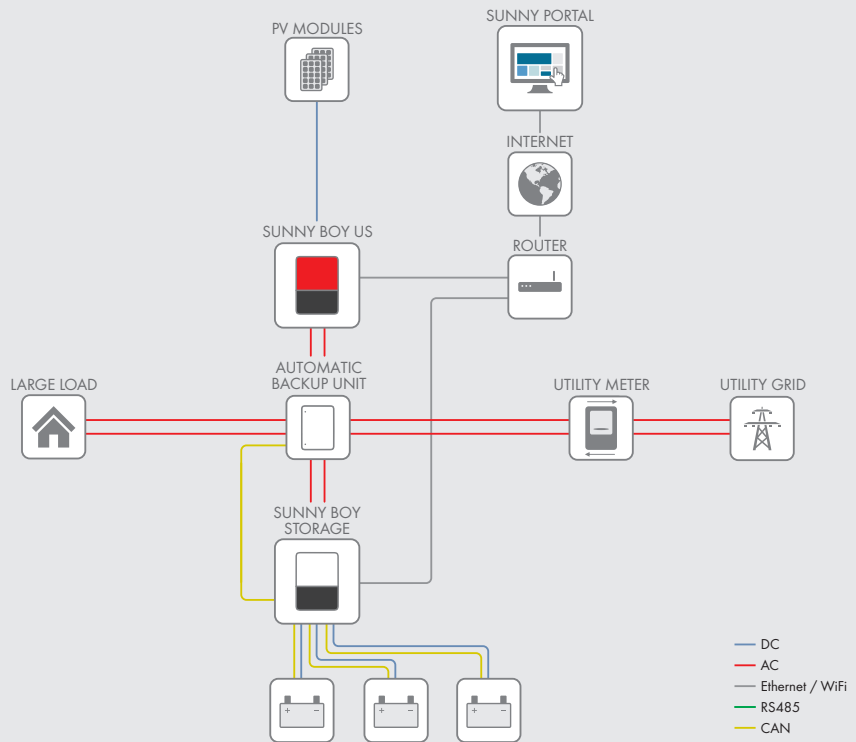 SUNNY PORTAL
PV MODULES
INTERNET
SUNNY BOY US
ROUTER
AUTOMATIC
BACKUP UNIT
LARGE LOAD
UTILITY METER
UTILITY GRID
SUNNY BOY
STORAGE
+ −
+ −
+ −
DC
AC
Ethernet / WiFi
RS485
CAN